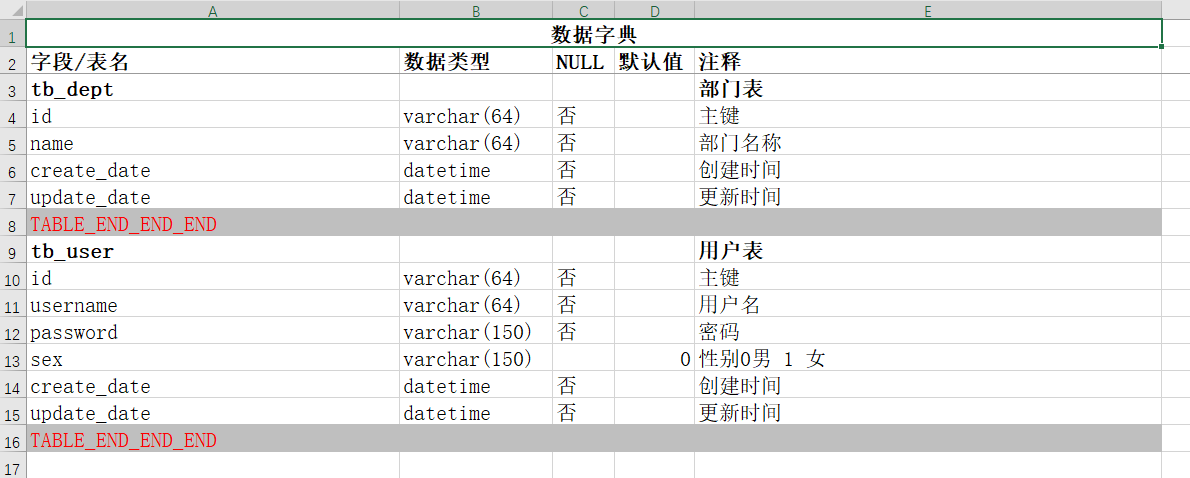 A B C D E
1 数据字典
2 字段/表名 数据类型 NULL 默认值 注释
3 tb_dept 部门表
4 id varchar(64) 否 主键
5 name varchar(64) 否 部门名称
6 create_date datetime 否 创建时间
7 update_date datetime 否 更新时间
8 TABLE_END_END_END
9 tb_user 用户表
10 id varchar(64) 否 主键
11 username varchar(64) 否 用户名
12 password varchar(150) 否 密码
13 sex varchar(150) 0 性别0男 1 女
14 create_date datetime 否 创建时间
15 update_date datetime 否 更新时间
16 TABLE_END_END_END
17